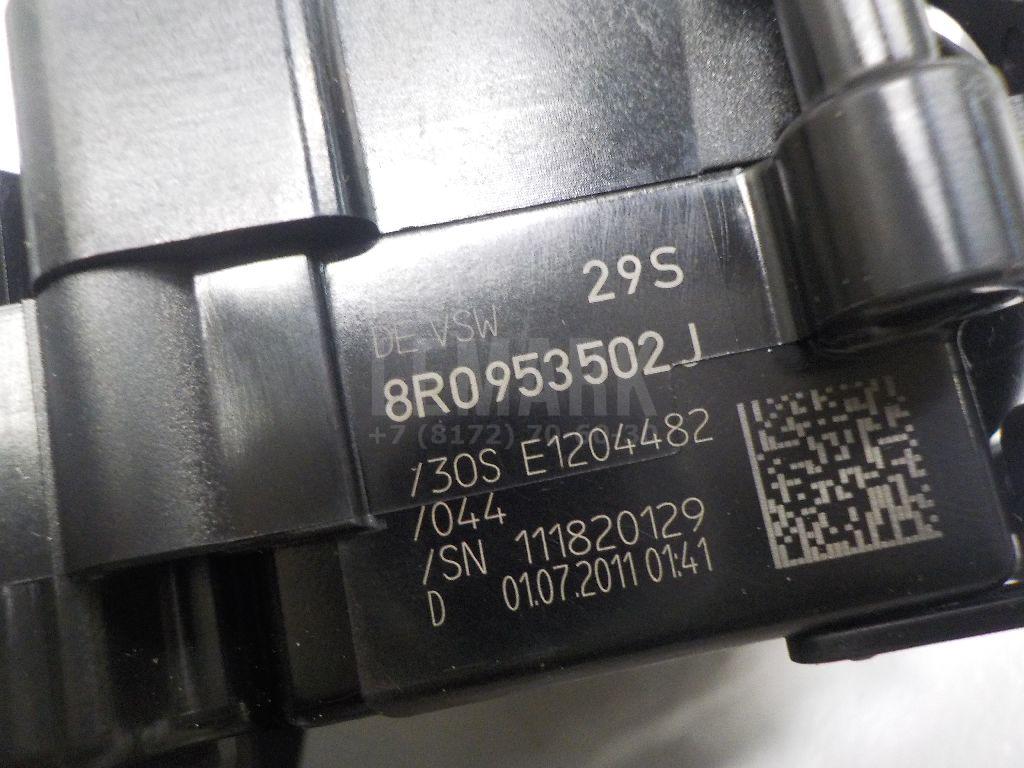 29S
DE.VSW
8R0953502J
/30S E1204482
/044
/SN 111820129
D 01.07.2011 01:41